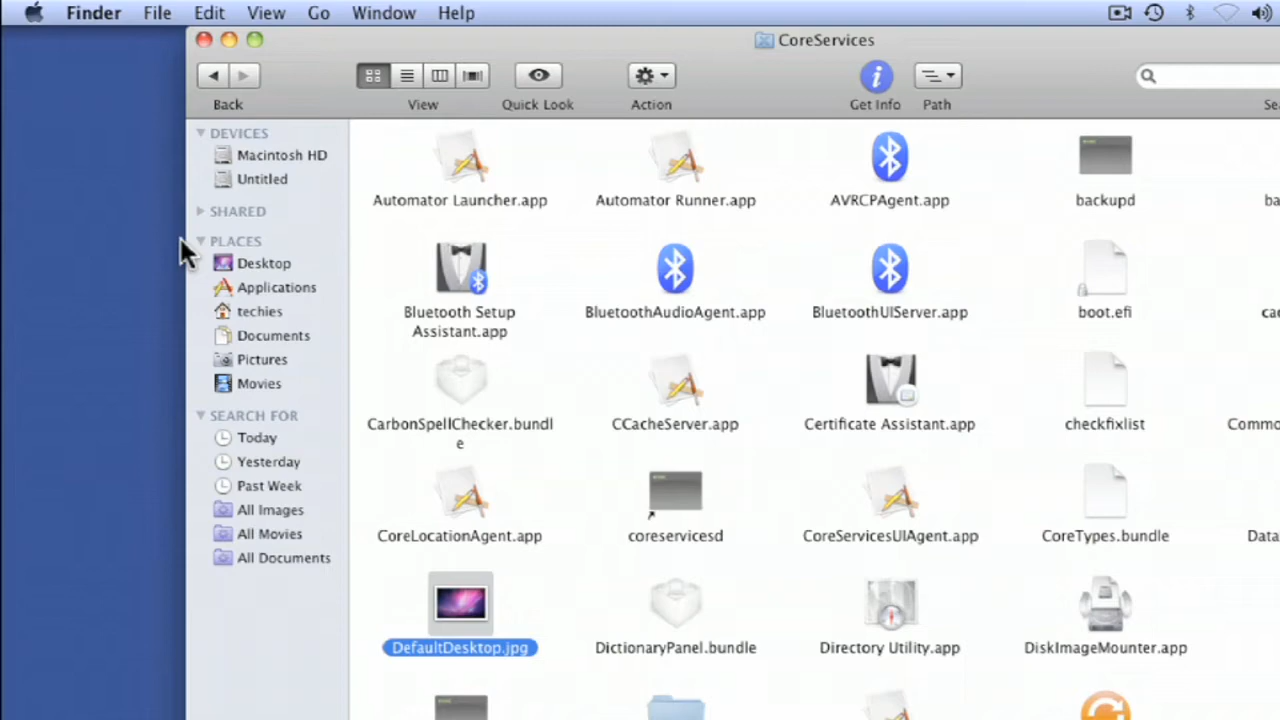 Finder File Edit View Go Window Help
CoreServices
Back View Quick Look Action Get Info Path
DEVICES
Macintosh HD
Untitled
SHARED
PLACES
Desktop
Applications
techies
Documents
Pictures
Movies
SEARCH FOR
Today
Yesterday
Past Week
All Images
All Movies
All Documents
Automator Launcher.app Automator Runner.app AVRCPAgent.app backupd
Bluetooth Setup BluetoothAudioAgent.app BluetoothUIServer.app boot.efi
Assistant.app
CarbonSpellChecker.bundl CCacheServer.app Certificate Assistant.app checkfixlist Commo
e
CoreLocationAgent.app coreservicesd CoreServicesUIAgent.app CoreTypes.bundle Data
DefaultDesktop.jpg DictionaryPanel.bundle Directory Utility.app DiskImageMounter.app